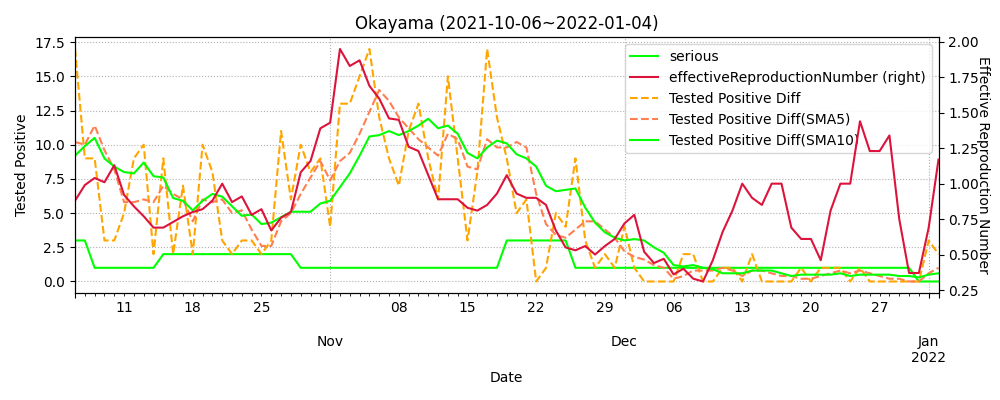 Okayama (2021-10-06~2022-01-04)
17.5
15.0
12.5
10.0
7.5
5.0
2.5
0.0
Tested Positive
serious
effectiveReproductionNumber (right)
Tested Positive Diff
Tested Positive Diff(SMA5)
Tested Positive Diff(SMA10)
2.00
1.75
1.50
1.25
1.00
0.75
0.50
0.25
Effective Reproduction Number
11 18 25 08 15 22 29 06 13 20 27
Nov Dec Jan
2022
Date